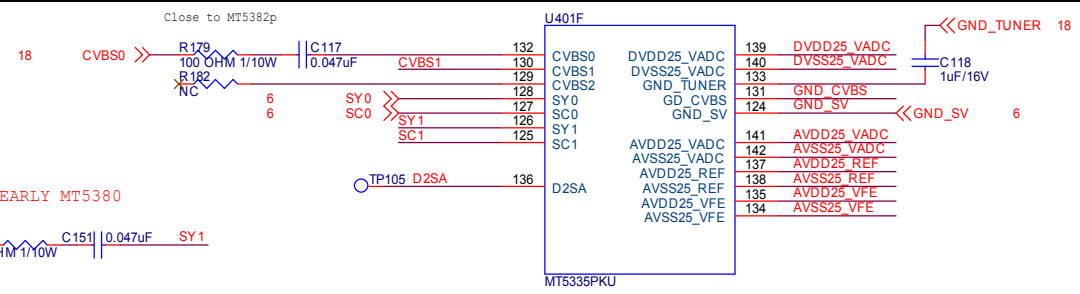 Close to MT5382p
U401F
18 CVBS0 R179 C117 132 CVBS0
100 OHM 1/10W 0.047uF
CVBS1 130 CVBS1
R182 129 CVBS2
NC
6 SY0 128 SY0
6 SC0 127 SC0
SY1 126 SY1
SC1 125 SC1
TP105 D2SA 136 D2SA
DVDD25_VADC 139 DVDD25_VADC
DVSS25_VADC 140 DVSS25_VADC
GND_TUNER 133
GND_TUNER 18
C118
1uF/16V
GD_CVBS 131 GND_CVBS
GND_SV 124 GND_SV GND_SV 6
AVDD25_VADC 141 AVDD25_VADC
AVSS25_VADC 142 AVSS25_VADC
AVDD25_REF 137 AVDD25_REF
AVSS25_REF 138 AVSS25_REF
AVDD25_VFE 135 AVDD25_VFE
AVSS25_VFE 134 AVSS25_VFE
MT5335PKU
EARLY MT5380
C151 0.047uF SY1
HM 1/10W